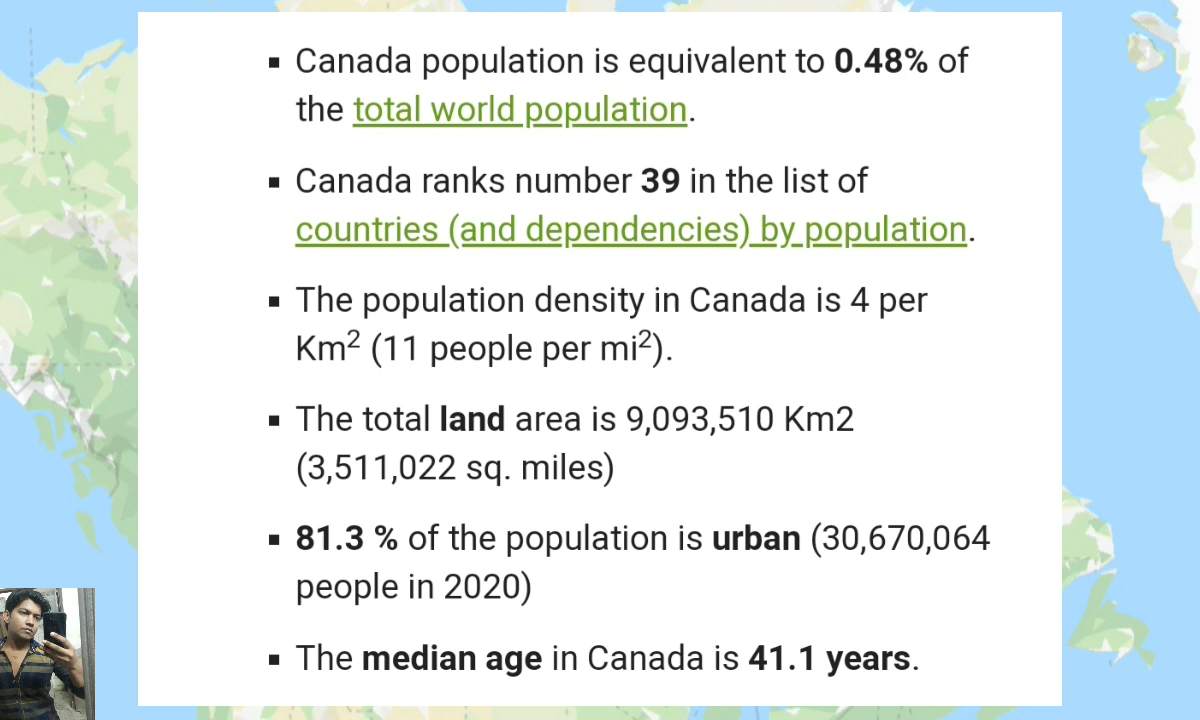 ▪ Canada population is equivalent to 0.48% of
the total world population.
▪ Canada ranks number 39 in the list of
countries (and dependencies) by population.
▪ The population density in Canada is 4 per
Km² (11 people per mi²).
▪ The total land area is 9,093,510 Km2
(3,511,022 sq. miles)
▪ 81.3 % of the population is urban (30,670,064
people in 2020)
▪ The median age in Canada is 41.1 years.